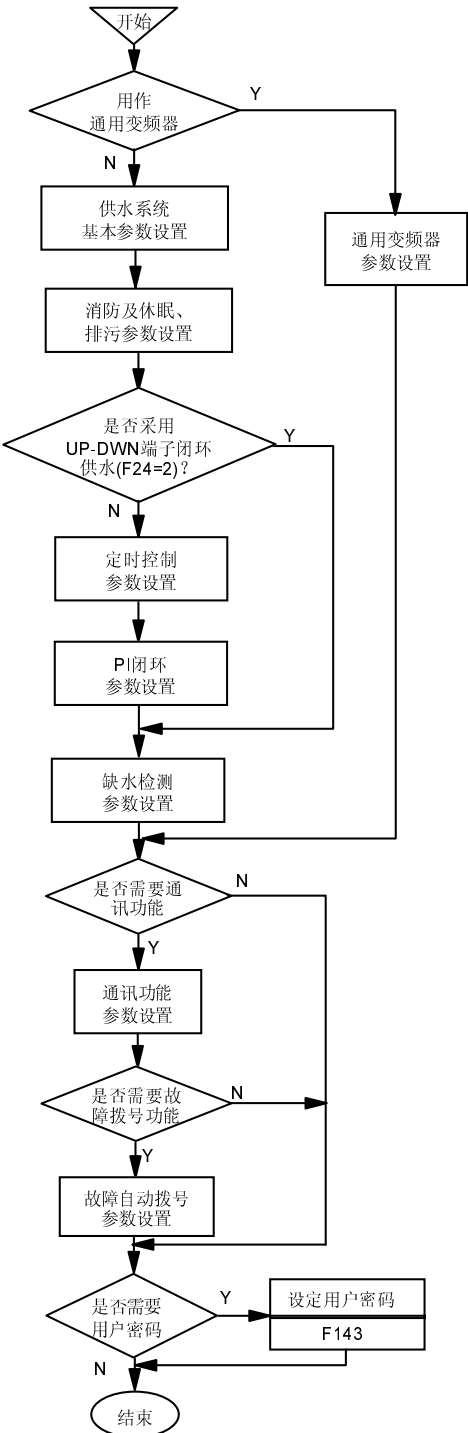 开始
用作
通用变频器
Y
N
供水系统
基本参数设置
通用变频器
参数设置
消防及休眠、
排污参数设置
是否采用
UP-DWN端子闭环
供水(F24=2)?
Y
N
定时控制
参数设置
PI闭环
参数设置
缺水检测
参数设置
是否需要通
讯功能
N
Y
通讯功能
参数设置
是否需要故
障拨号功能
N
Y
故障自动拨号
参数设置
是否需要
用户密码
Y
设定用户密码
F143
N
结束